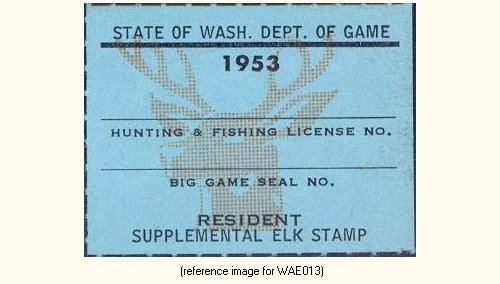 STATE OF WASH. DEPT. OF GAME
1953
HUNTING & FISHING LICENSE NO.
BIG GAME SEAL NO.
RESIDENT
SUPPLEMENTAL ELK STAMP
(reference image for WAE013)